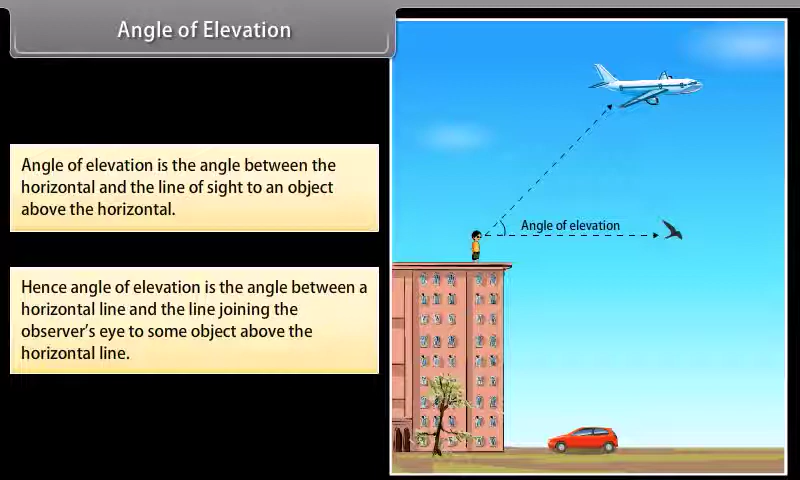 Angle of Elevation
Angle of elevation is the angle between the
horizontal and the line of sight to an object
above the horizontal.
Hence angle of elevation is the angle between a
horizontal line and the line joining the
observer's eye to some object above the
horizontal line.
Angle of elevation